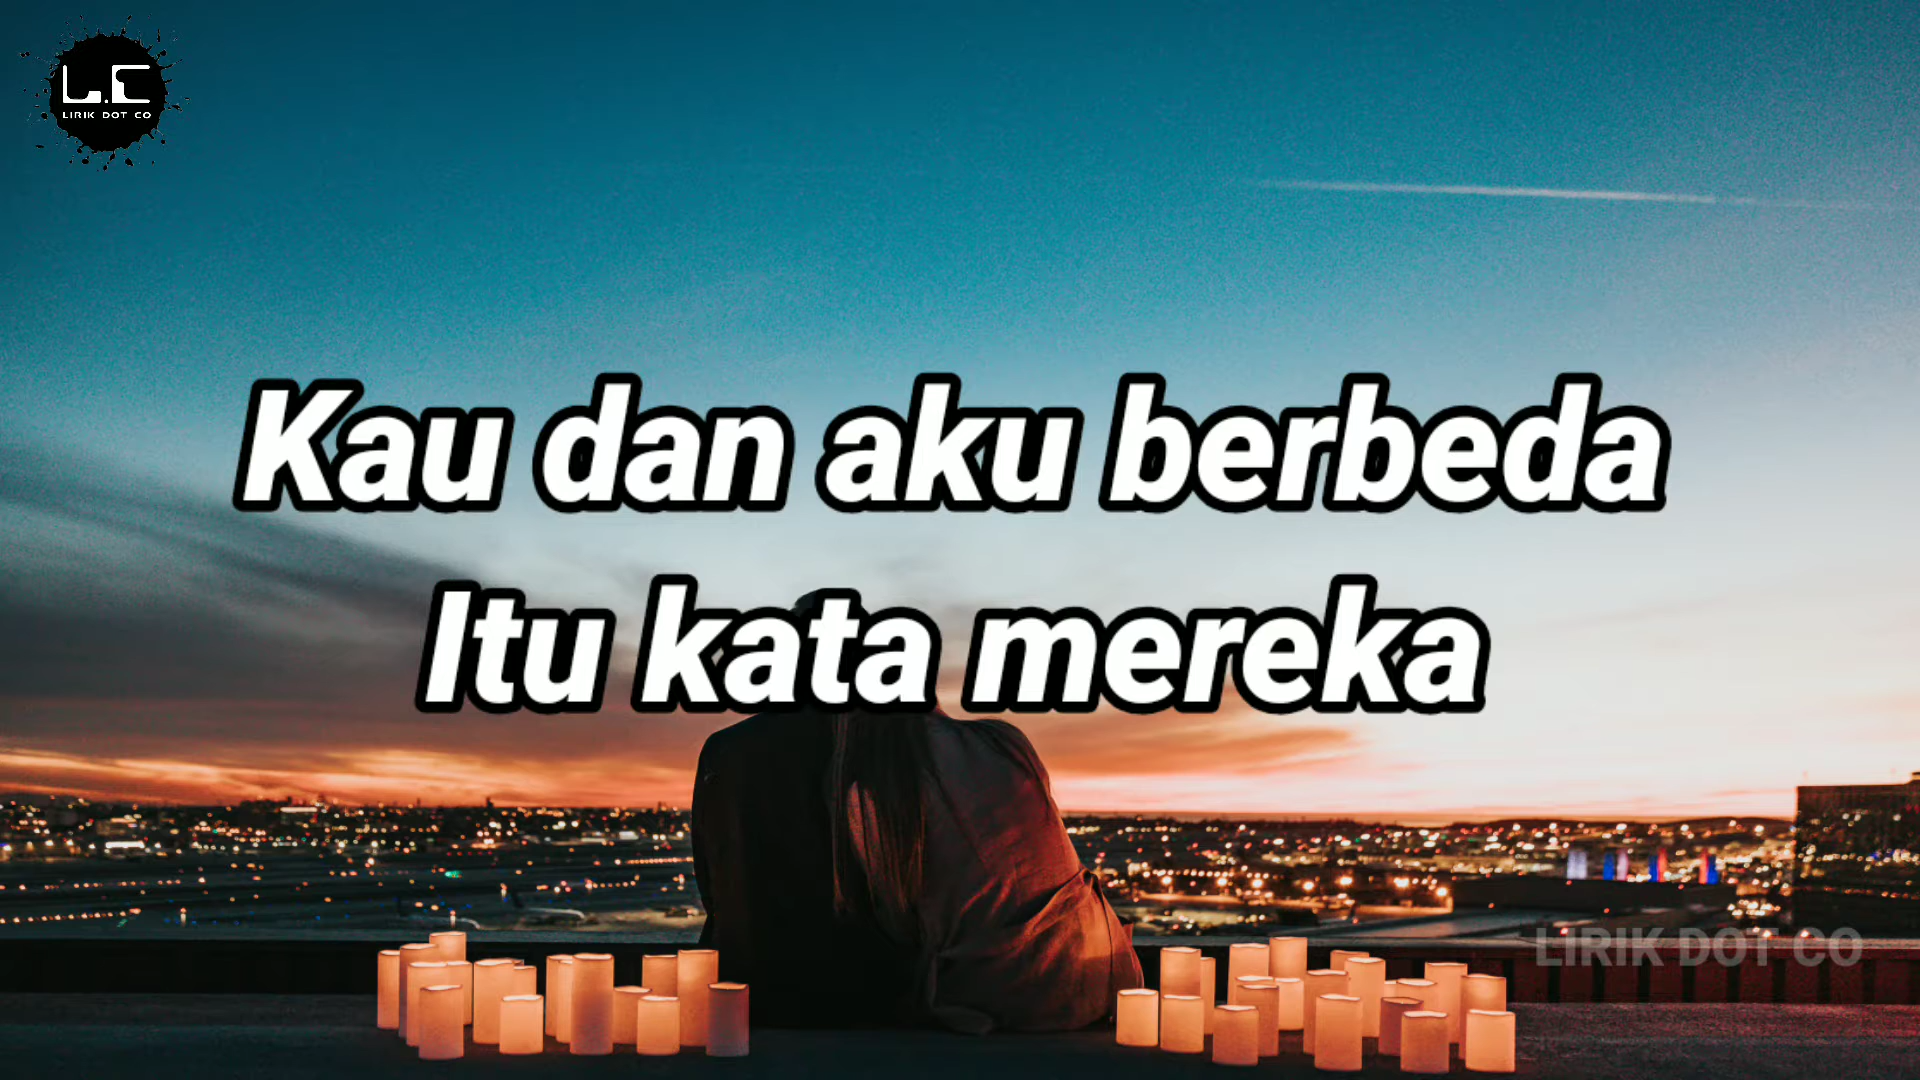 L.C
LIRIK DOT CO
Kau dan aku berbeda
Itu kata mereka
LIRIK DOT CO